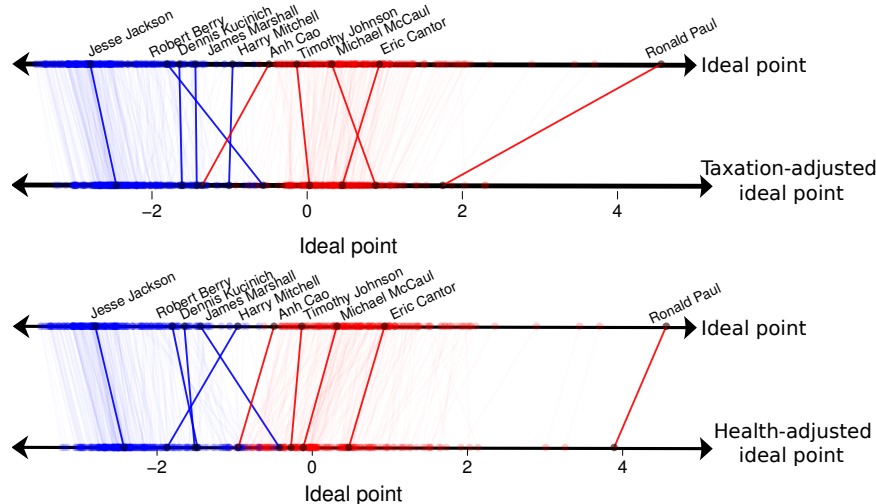 Jesse Jackson
Robert Berry
Dennis Kucinich
James Marshall
Harry Mitchell
Anh Cao
Timothy Johnson
Michael McCaul
Eric Cantor
Ronald Paul
Ideal point
Taxation-adjusted
ideal point
−2
0
2
4
Ideal point
Jesse Jackson
Robert Berry
Dennis Kucinich
James Marshall
Harry Mitchell
Anh Cao
Timothy Johnson
Michael McCaul
Eric Cantor
Ronald Paul
Ideal point
Health-adjusted
ideal point
−2
0
2
4
Ideal point